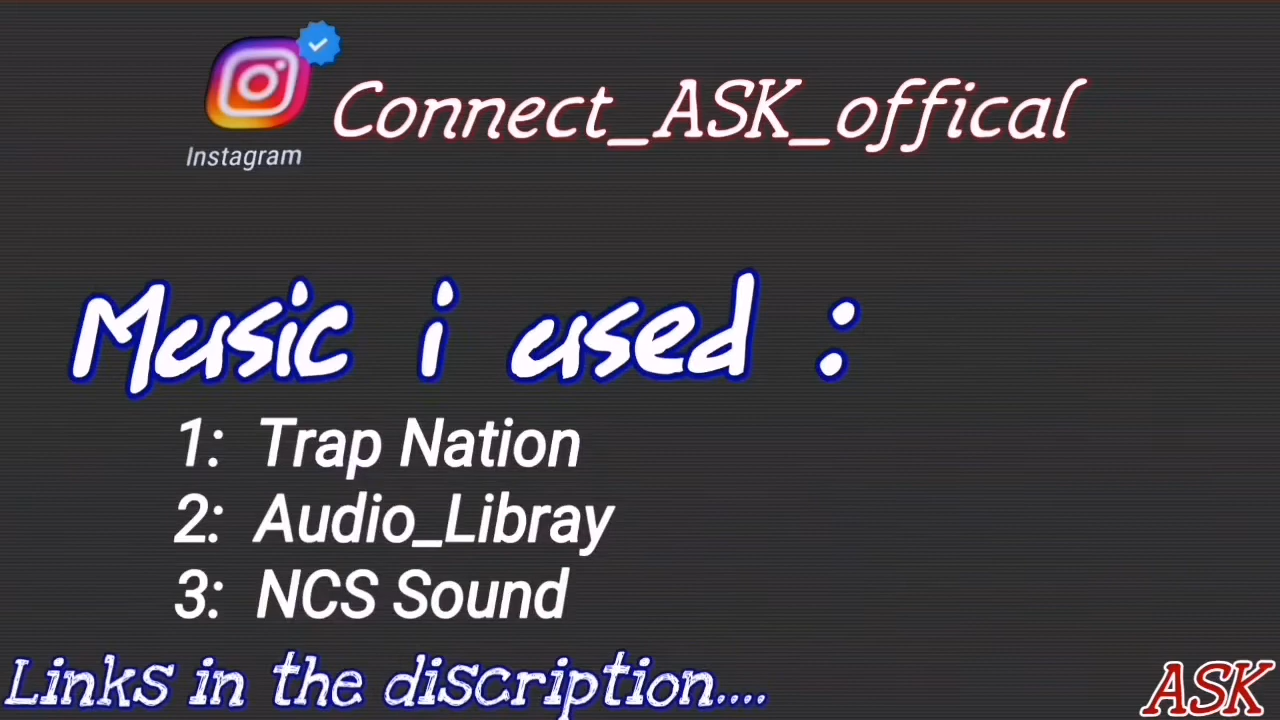 Connect_ASK_offical
Instagram
Music i used :
1: Trap Nation
2: Audio_Libray
3: NCS Sound
Links in the discription....
ASK